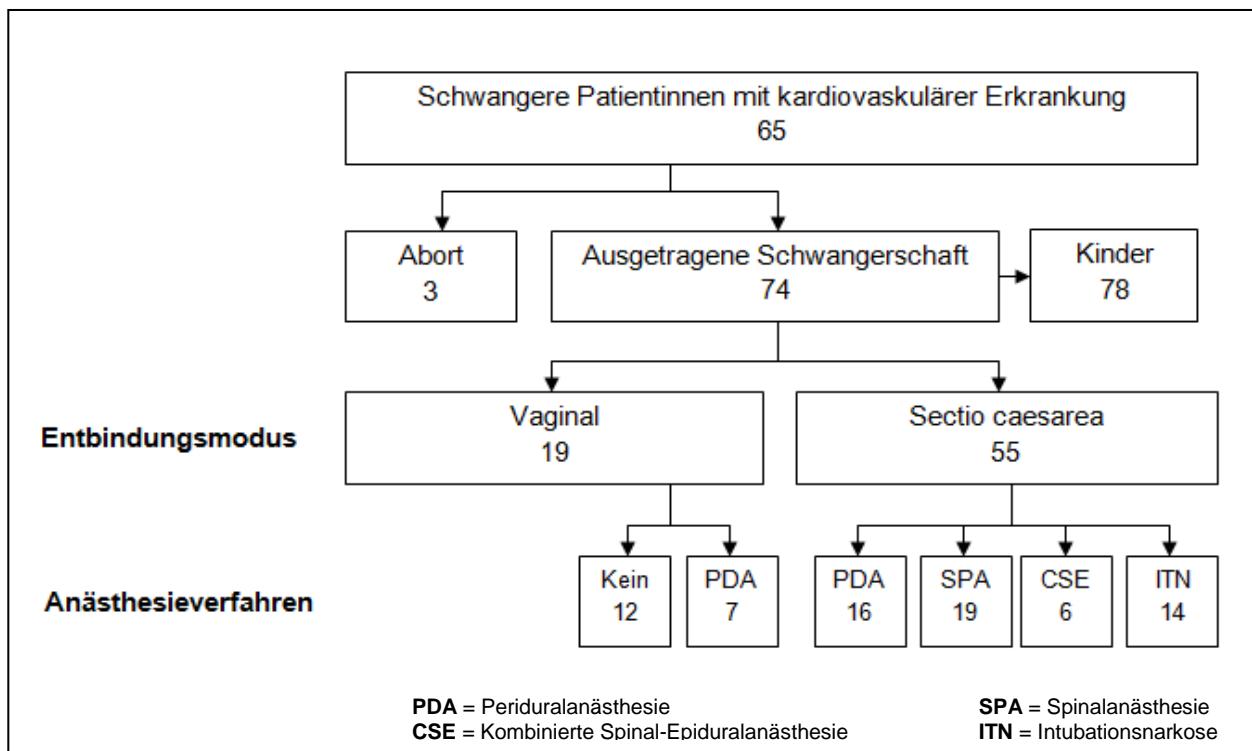 Schwangere Patientinnen mit kardiovaskulärer Erkrankung
65
Abort
3
Ausgetragene Schwangerschaft
74
Kinder
78
Entbindungsmodus
Vaginal
19
Sectio caesarea
55
Anästhesieverfahren
Kein
12
PDA
7
PDA
16
SPA
19
CSE
6
ITN
14
PDA = Periduralanästhesie
SPA = Spinalanästhesie
CSE = Kombinierte Spinal-Epiduralanästhesie
ITN = Intubationsnarkose